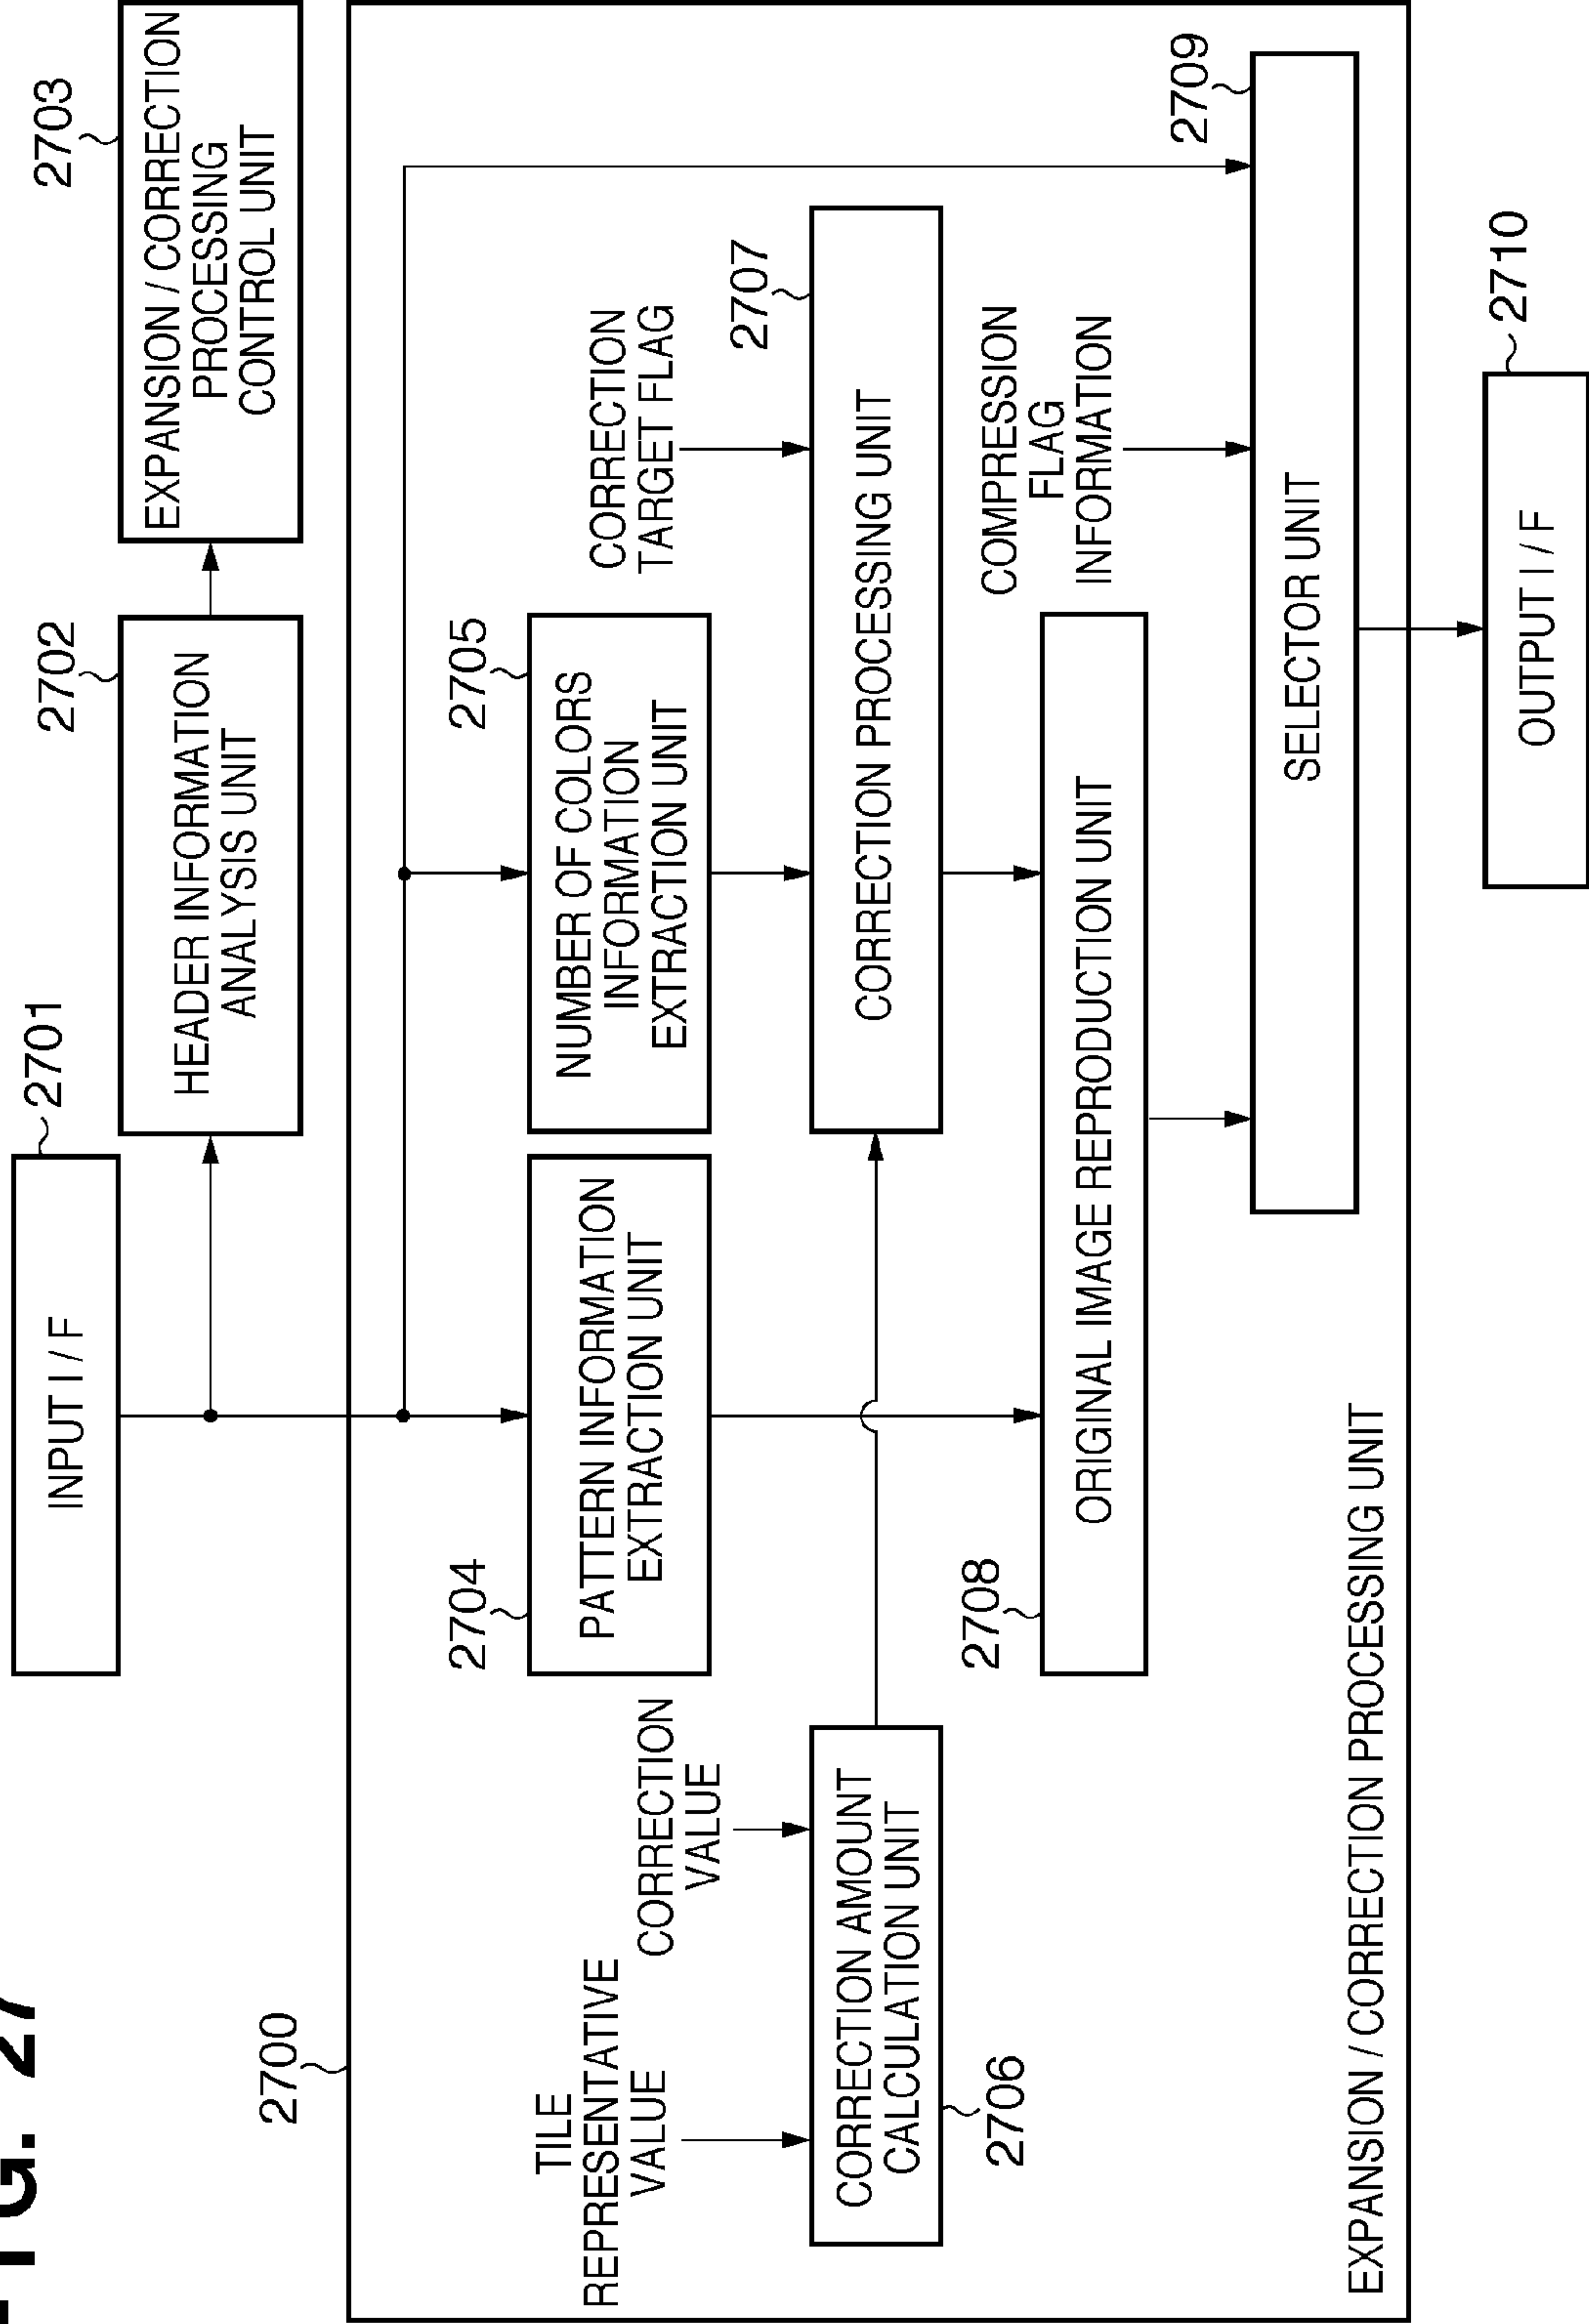 FIG. 27
INPUT I / F
2701
HEADER INFORMATION
ANALYSIS UNIT
2702
EXPANSION / CORRECTION
PROCESSING
CONTROL UNIT
2703
2700
2704
PATTERN INFORMATION
EXTRACTION UNIT
2705
NUMBER OF COLORS
INFORMATION
EXTRACTION UNIT
CORRECTION
TARGET FLAG
TILE
REPRESENTATIVE
VALUE
CORRECTION
VALUE
CORRECTION AMOUNT
CALCULATION UNIT
2706
CORRECTION PROCESSING UNIT
2707
2708
ORIGINAL IMAGE REPRODUCTION UNIT
COMPRESSION
FLAG
INFORMATION
2709
SELECTOR UNIT
EXPANSION / CORRECTION PROCESSING UNIT
OUTPUT I / F
2710